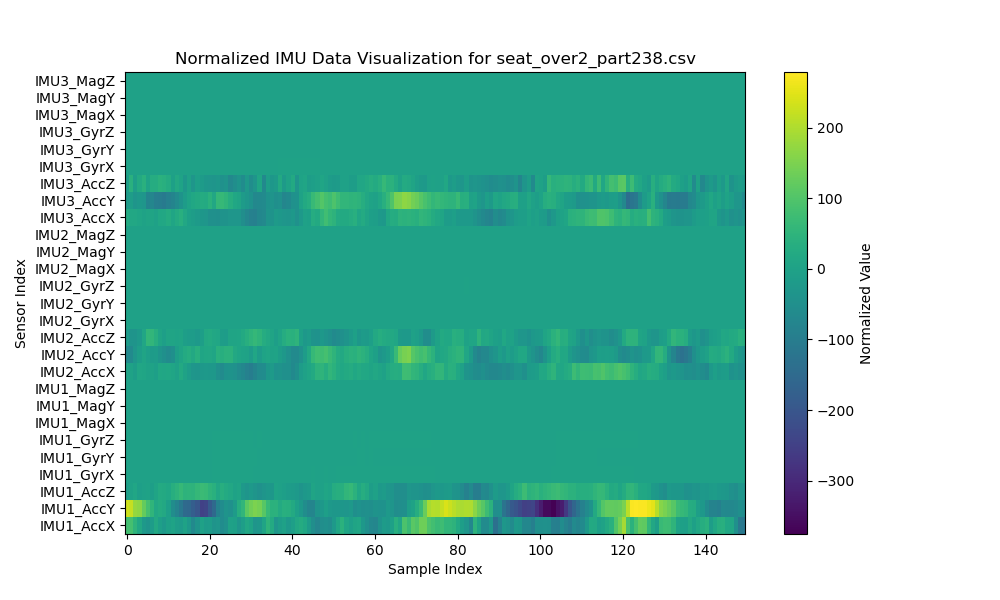 Normalized IMU Data Visualization for seat_over2_part238.csv
IMU3_MagZ
IMU3_MagY
IMU3_MagX
IMU3_GyrZ
IMU3_GyrY
IMU3_GyrX
IMU3_AccZ
IMU3_AccY
IMU3_AccX
IMU2_MagZ
IMU2_MagY
IMU2_MagX
IMU2_GyrZ
IMU2_GyrY
IMU2_GyrX
IMU2_AccZ
IMU2_AccY
IMU2_AccX
IMU1_MagZ
IMU1_MagY
IMU1_MagX
IMU1_GyrZ
IMU1_GyrY
IMU1_GyrX
IMU1_AccZ
IMU1_AccY
IMU1_AccX
Sensor Index
0 20 40 60 80 100 120 140
Sample Index
200
100
0
−100
−200
−300
Normalized Value